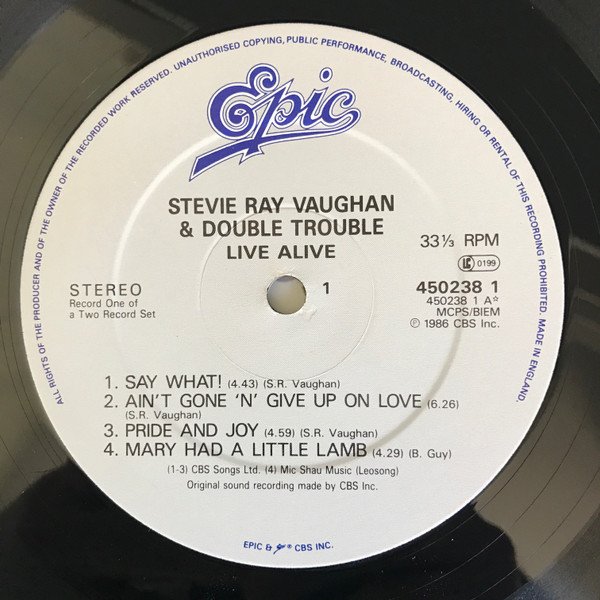 ALL RIGHTS OF THE PRODUCER AND OF THE OWNER OF THE RECORDED WORK RESERVED. UNAUTHORISED COPYING, PUBLIC PERFORMANCE, BROADCASTING, HIRING OR RENTAL OF THIS RECORDING PROHIBITED. MADE IN ENGLAND.
Epic
STEVIE RAY VAUGHAN
& DOUBLE TROUBLE
LIVE ALIVE
33⅓ RPM
LC 0199
STEREO
Record One of
a Two Record Set
1
450238 1
450238 1 A*
MCPS/BIEM
℗ 1986 CBS Inc.
1. SAY WHAT! (4.43) (S.R. Vaughan)
2. AIN'T GONE 'N' GIVE UP ON LOVE (6.26)
(S.R. Vaughan)
3. PRIDE AND JOY (4.59) (S.R. Vaughan)
4. MARY HAD A LITTLE LAMB (4.29) (B. Guy)
(1-3) CBS Songs Ltd. (4) Mic Shau Music (Leosong)
Original sound recording made by CBS Inc.
EPIC & ® CBS INC.